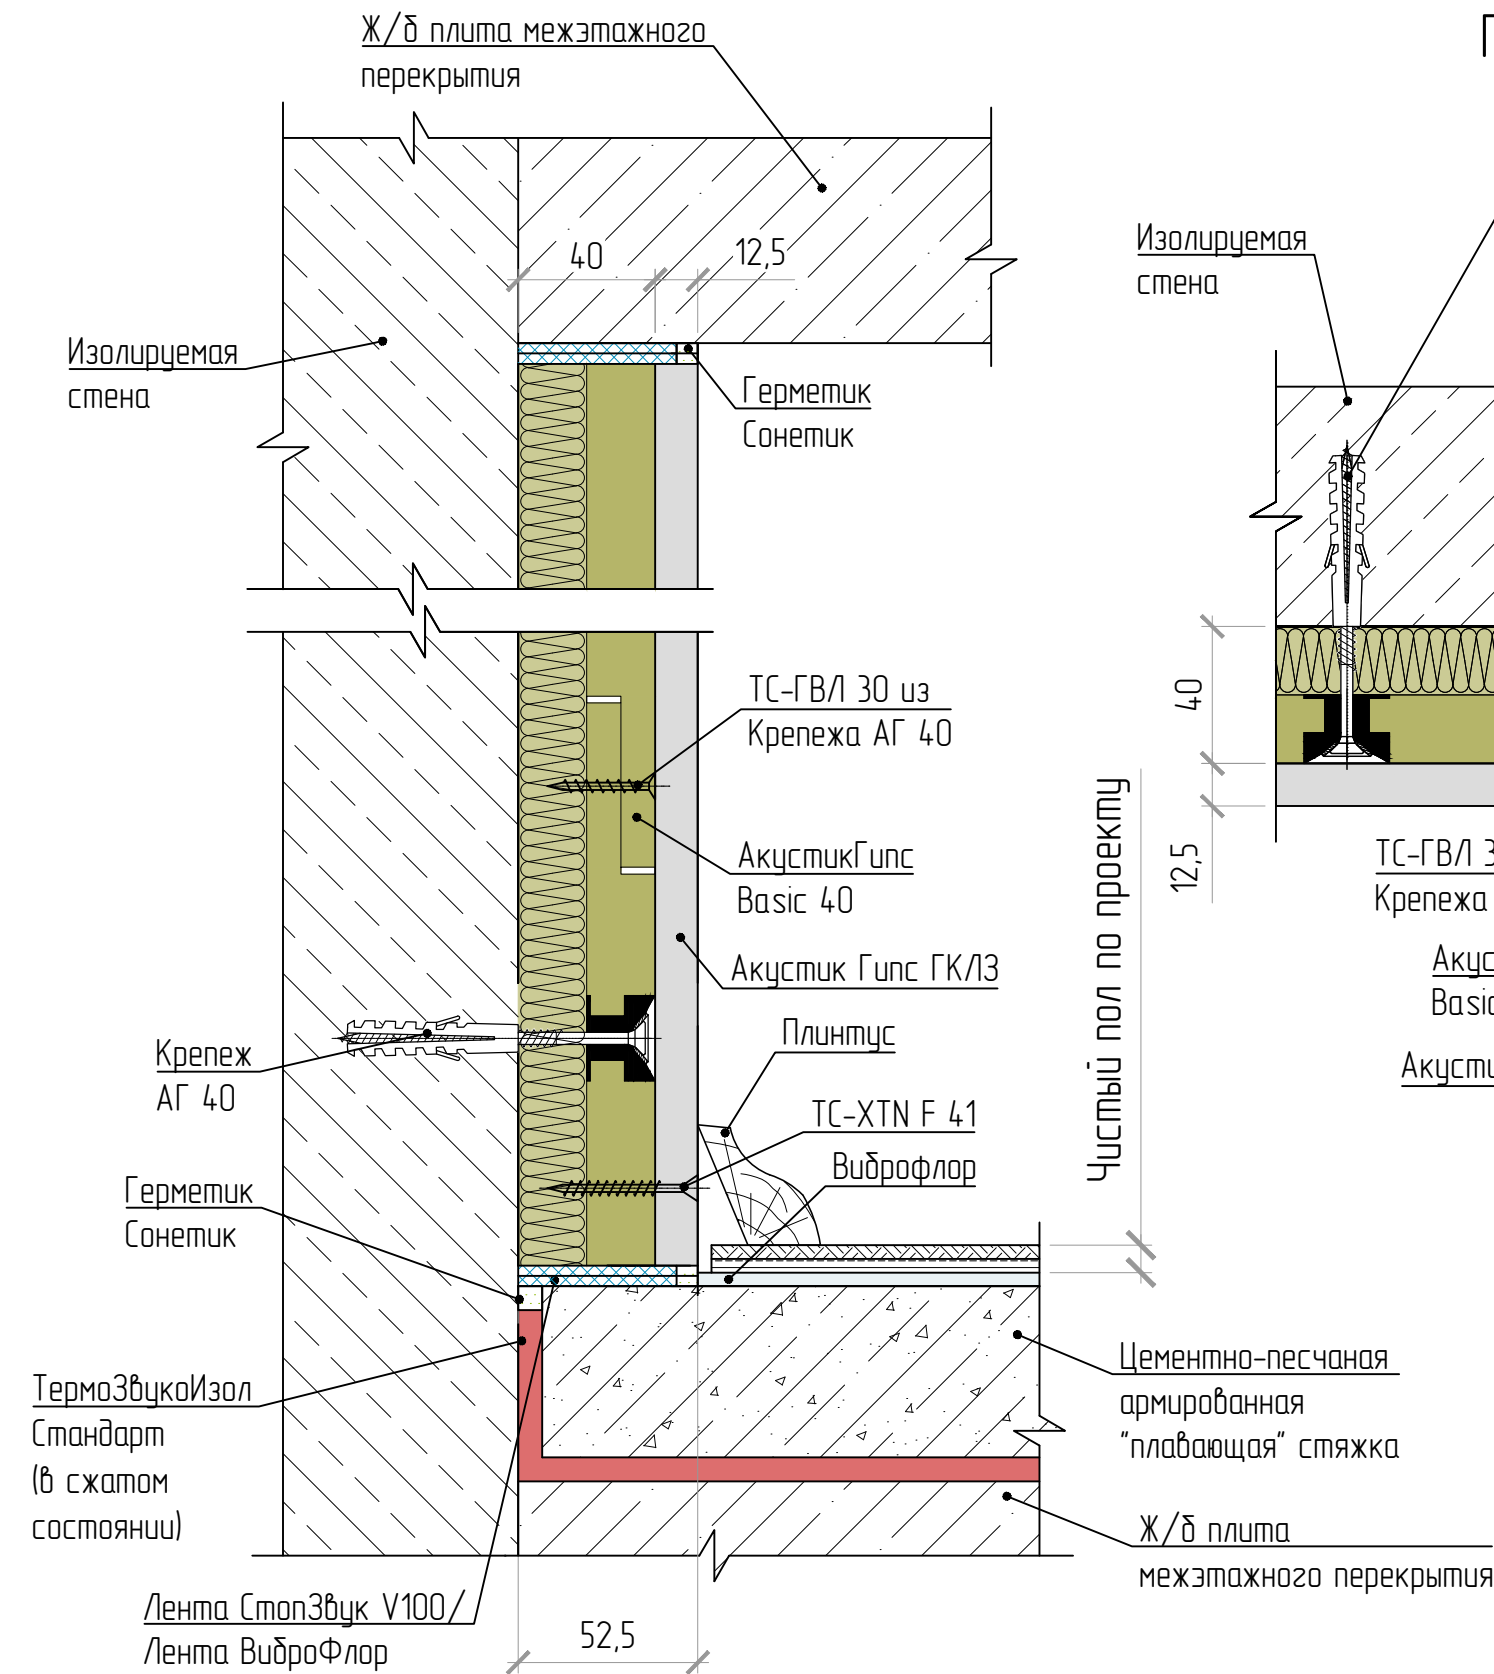 Ж/б плита межэтажного
перекрытия
40
12,5
Изолируемая
стена
Герметик
Сонетик
ТС-ГВЛ 30 из
Крепежа АГ 40
АкустикГипс
Basic 40
Акустик Гипс ГКЛЗ
Крепеж
АГ 40
Плинтус
ТС-XTN F 41
Виброфлор
Герметик
Сонетик
Чистый пол по проекту
ТермоЗвукоИзол
Стандарт
(в сжатом
состоянии)
Цементно-песчаная
армированная
"плавающая" стяжка
Ж/б плита
межэтажного перекрытия
Лента СтопЗвук V100/
Лента ВиброФлор
52,5
Изолируемая
стена
40
12,5
ТС-ГВЛ
Крепежа